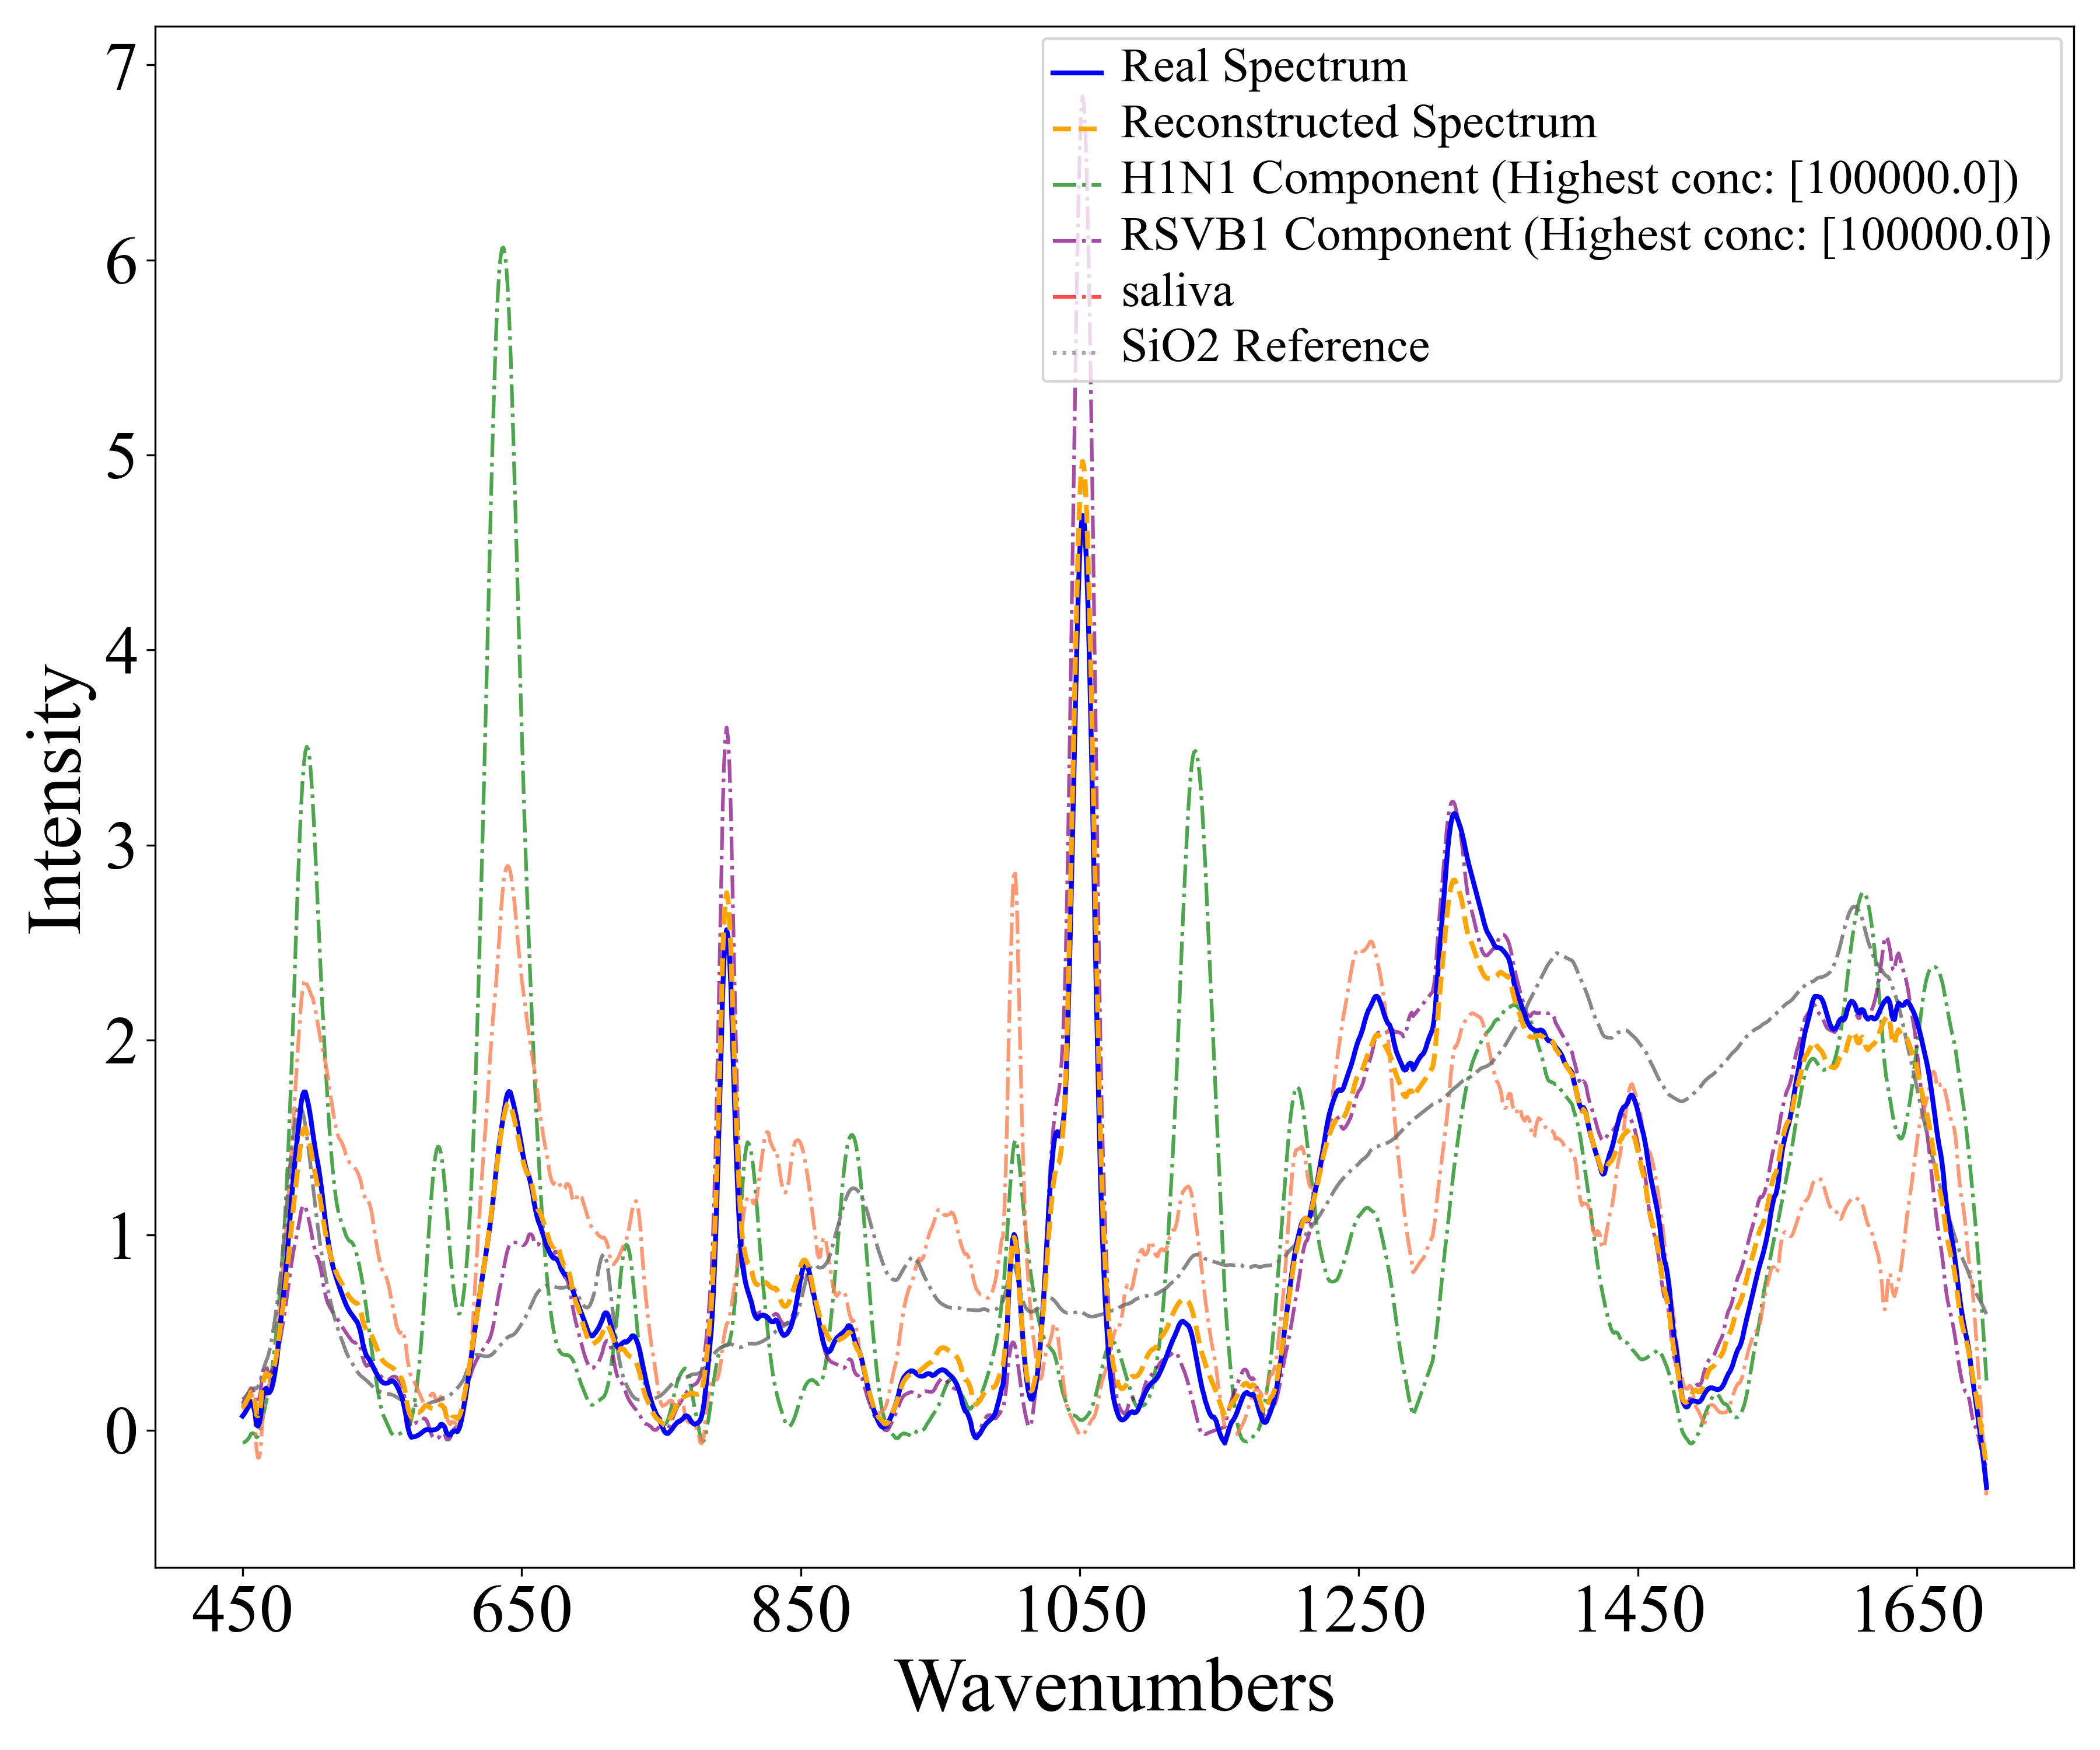 7
6
5
4
3
2
1
0
Intensity
Real Spectrum
Reconstructed Spectrum
H1N1 Component (Highest conc: [100000.0])
RSVB1 Component (Highest conc: [100000.0])
saliva
SiO2 Reference
450 650 850 1050 1250 1450 1650
Wavenumbers